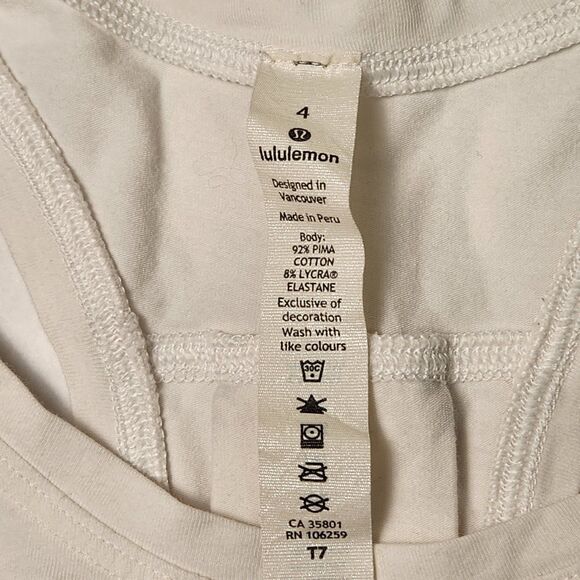 4
lululemon
Designed in
Vancouver
Made in Peru
Body:
92% PIMA
COTTON
8% LYCRA®
ELASTANE
Exclusive of
decoration
Wash with
like colours
30C
CA 35801
RN 106259
T7